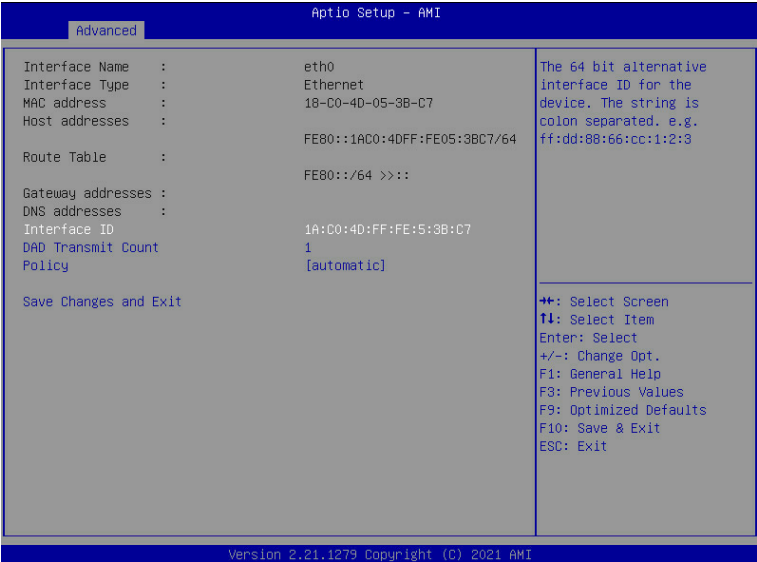 Aptio Setup – AMI
Advanced
Interface Name : eth0
Interface Type : Ethernet
MAC address : 18-C0-4D-05-3B-C7
Host addresses :
FE80::1AC0:4DFF:FE05:3BC7/64
Route Table :
FE80::/64 >>::
Gateway addresses :
DNS addresses :
Interface ID 1A:C0:4D:FF:FE:5:3B:C7
DAD Transmit Count 1
Policy [automatic]
Save Changes and Exit
The 64 bit alternative
interface ID for the
device. The string is
colon separated. e.g.
ff:dd:88:66:cc:1:2:3
→←: Select Screen
↑↓: Select Item
Enter: Select
+/-: Change Opt.
F1: General Help
F3: Previous Values
F9: Optimized Defaults
F10: Save & Exit
ESC: Exit
Version 2.21.1279 Copyright (C) 2021 AMI